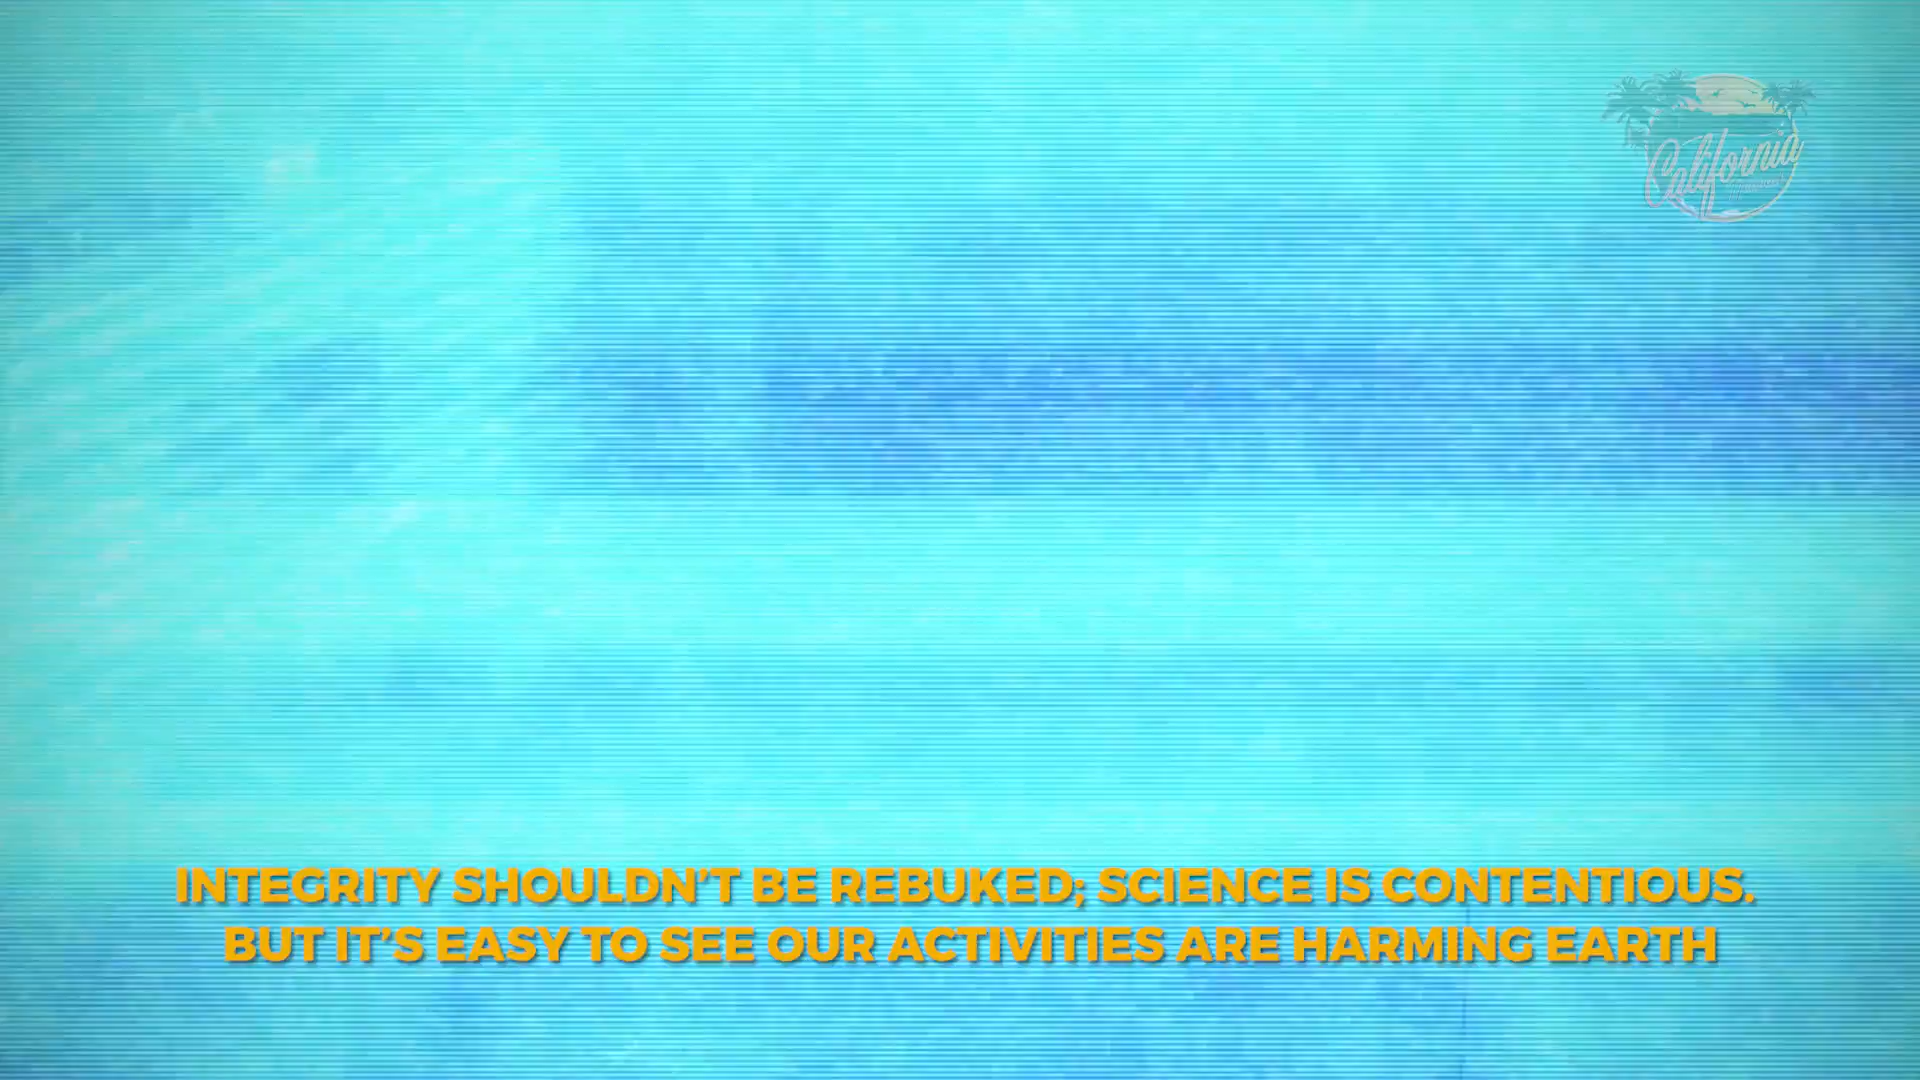 California
INTEGRITY SHOULDN'T BE REBUKED; SCIENCE IS CONTENTIOUS.
BUT IT'S EASY TO SEE OUR ACTIVITIES ARE HARMING EARTH